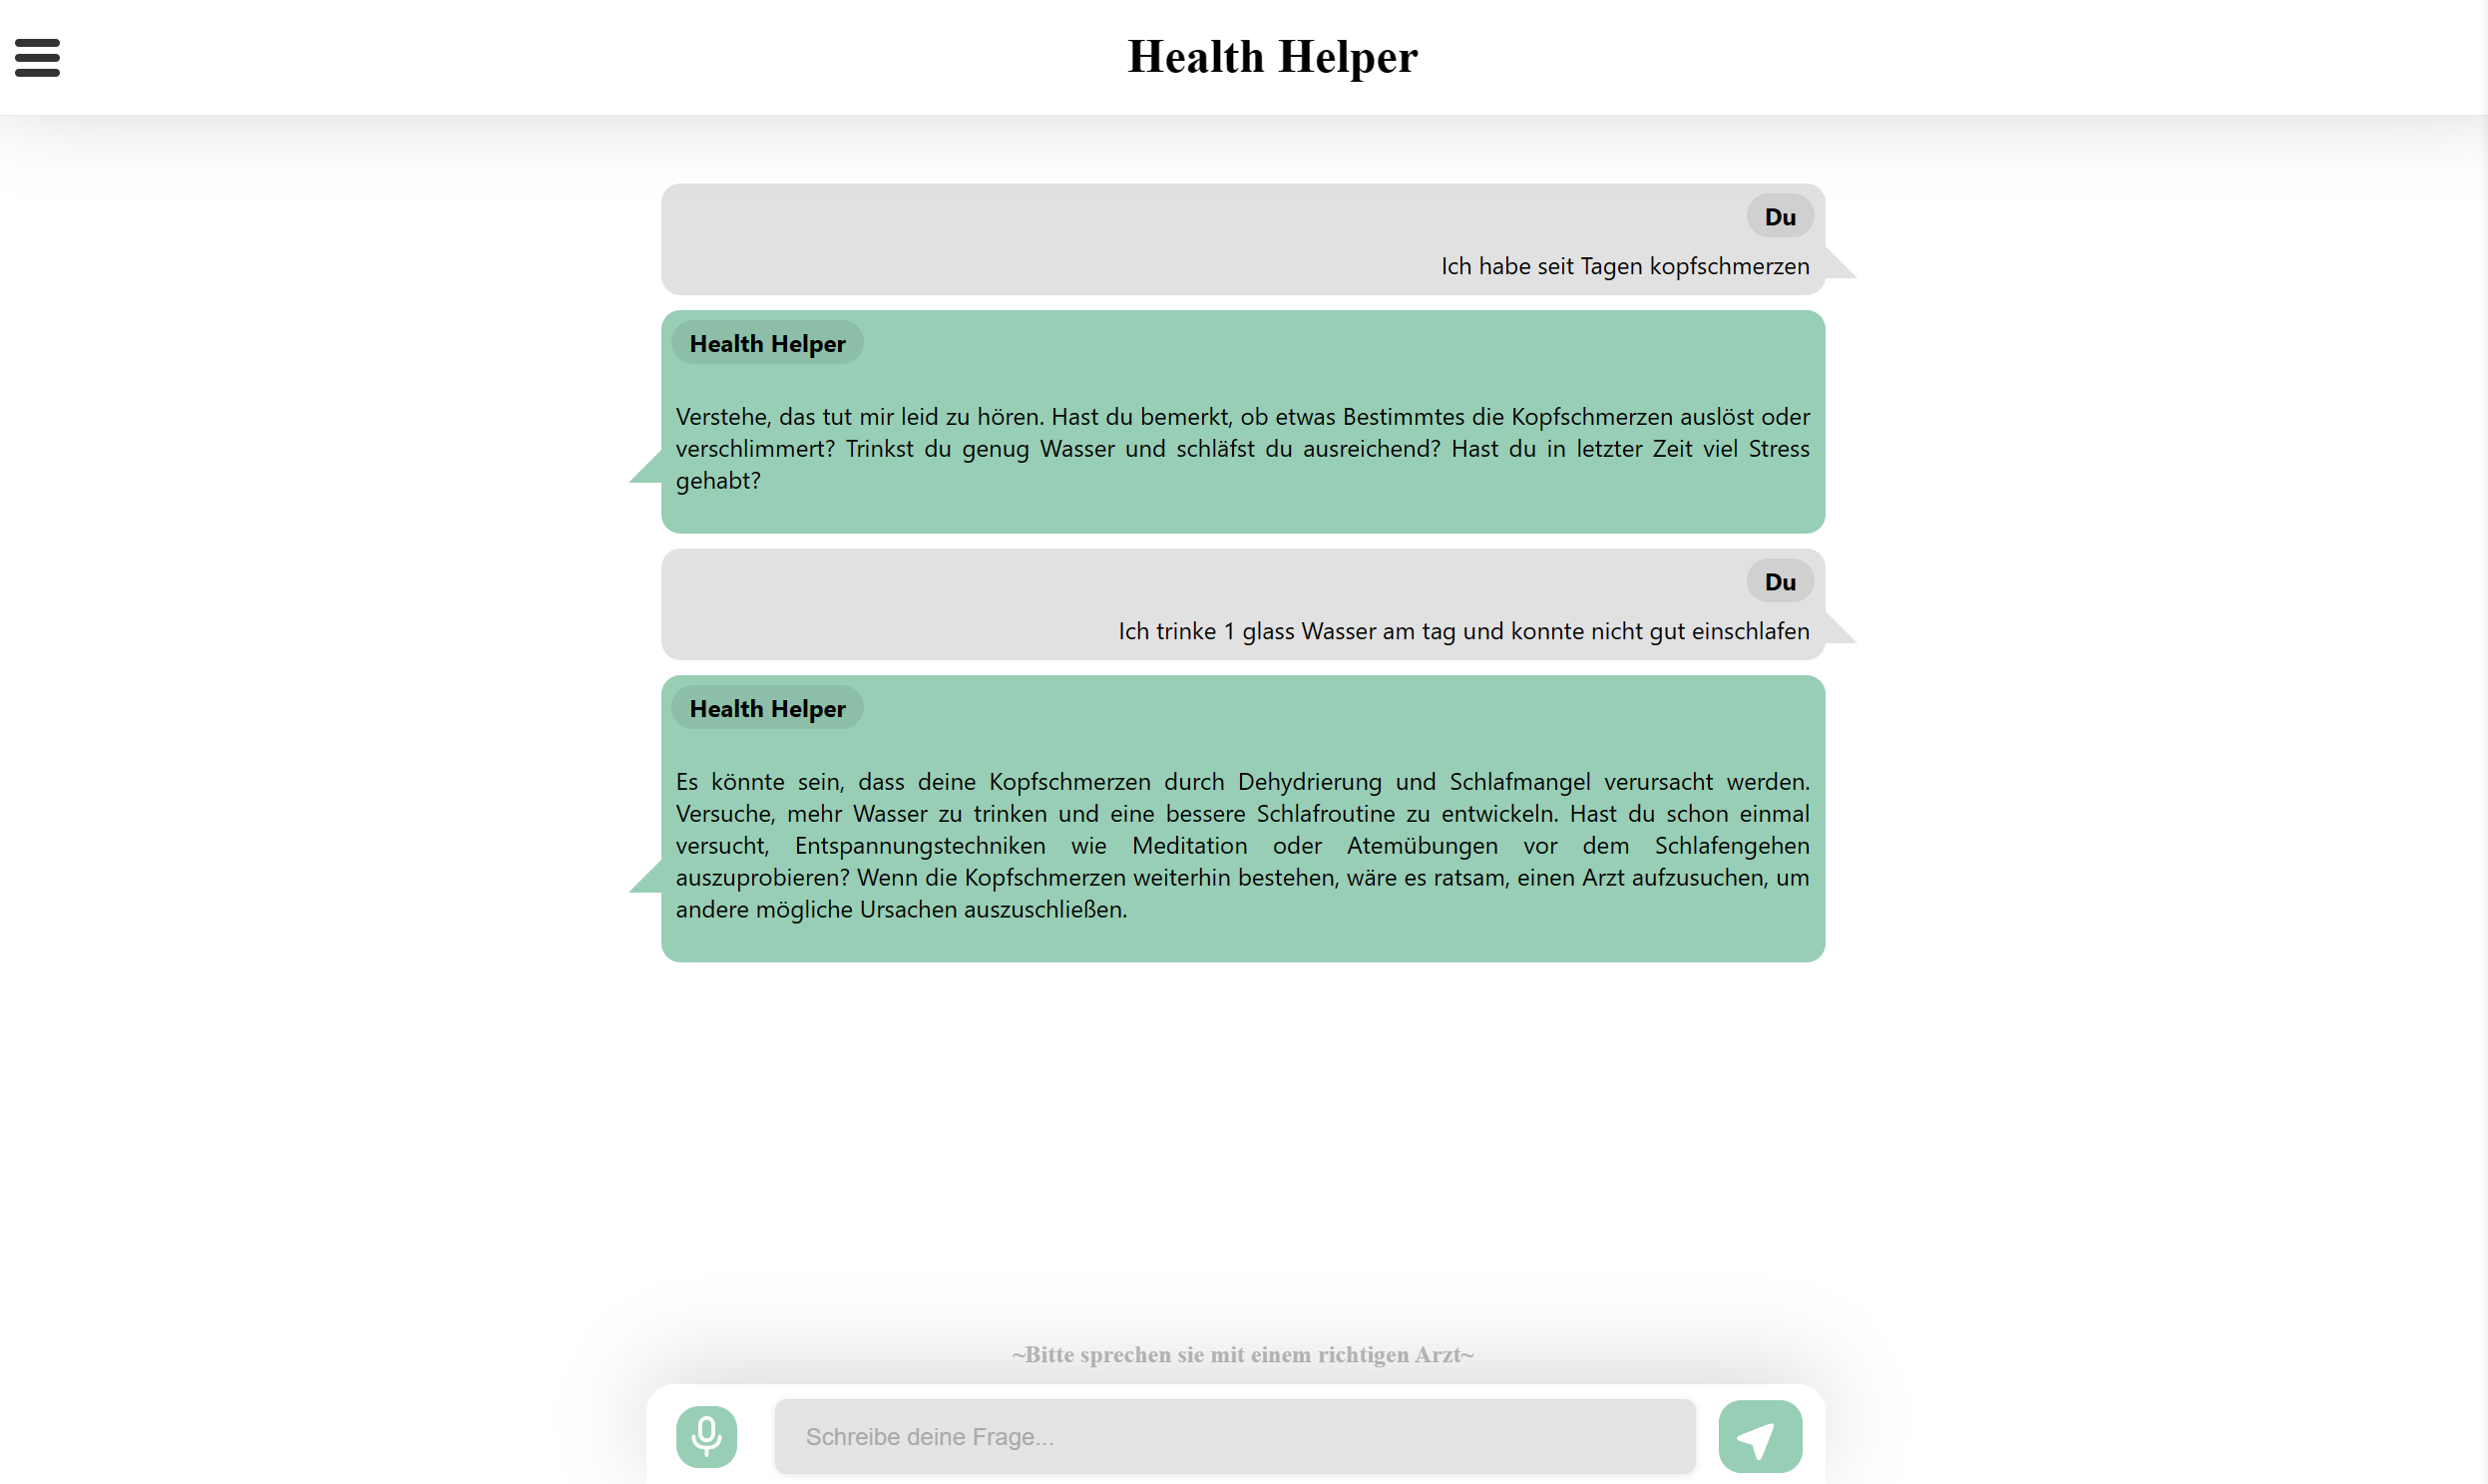 Health Helper
Du
Ich habe seit Tagen kopfschmerzen
Health Helper
Verstehe, das tut mir leid zu hören. Hast du bemerkt, ob etwas Bestimmtes die Kopfschmerzen auslöst oder
verschlimmert? Trinkst du genug Wasser und schläfst du ausreichend? Hast du in letzter Zeit viel Stress
gehabt?
Du
Ich trinke 1 glass Wasser am tag und konnte nicht gut einschlafen
Health Helper
Es könnte sein, dass deine Kopfschmerzen durch Dehydrierung und Schlafmangel verursacht werden.
Versuche, mehr Wasser zu trinken und eine bessere Schlafroutine zu entwickeln. Hast du schon einmal
versucht, Entspannungstechniken wie Meditation oder Atemübungen vor dem Schlafengehen
auszuprobieren? Wenn die Kopfschmerzen weiterhin bestehen, wäre es ratsam, einen Arzt aufzusuchen, um
andere mögliche Ursachen auszuschließen.
~Bitte sprechen sie mit einem richtigen Arzt~
Schreibe deine Frage...